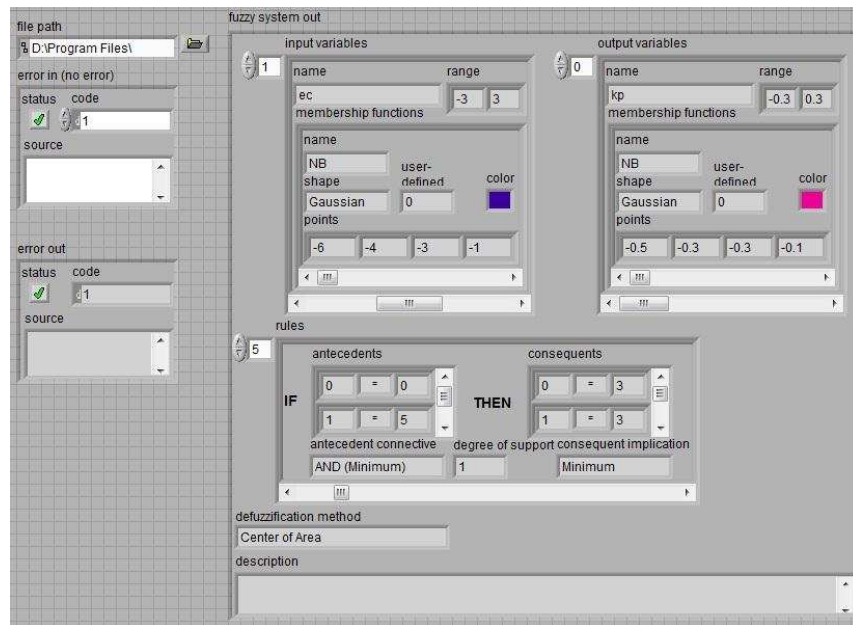 file path
D:\Program Files\
error in (no error)
status code
1
source
error out
status code
1
source
fuzzy system out
input variables
1
name range
ec -3 3
membership functions
name
NB
shape user-defined color
Gaussian 0
points
-6 -4 -3 -1
output variables
0
name range
kp -0.3 0.3
membership functions
name
NB
shape user-defined color
Gaussian 0
points
-0.5 -0.3 -0.3 -0.1
rules
5
antecedents consequents
IF 0 = 0 THEN 0 = 3
1 = 5 1 = 3
antecedent connective degree of support consequent implication
AND (Minimum) 1 Minimum
defuzzification method
Center of Area
description